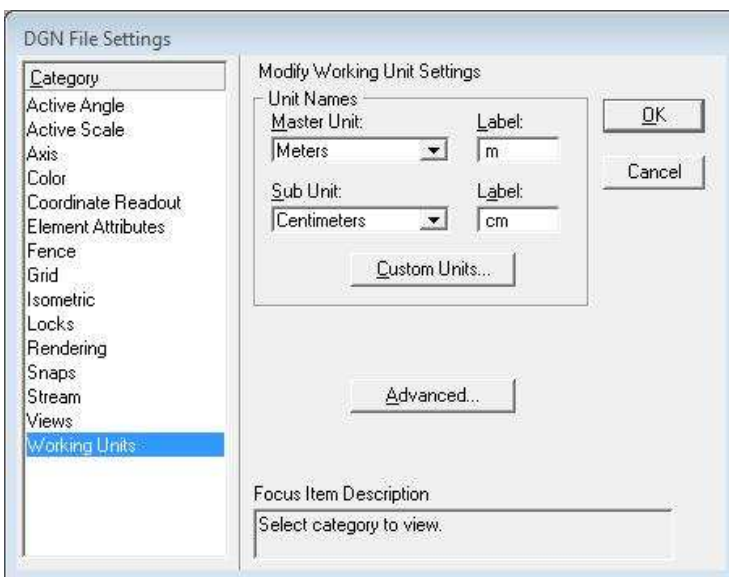 DGN File Settings
Category
Active Angle
Active Scale
Axis
Color
Coordinate Readout
Element Attributes
Fence
Grid
Isometric
Locks
Rendering
Snaps
Stream
Views
Working Units
Modify Working Unit Settings
Unit Names
Master Unit: Label:
Meters m
Sub Unit: Label:
Centimeters cm
Custom Units...
Advanced...
Focus Item Description
Select category to view.
OK
Cancel